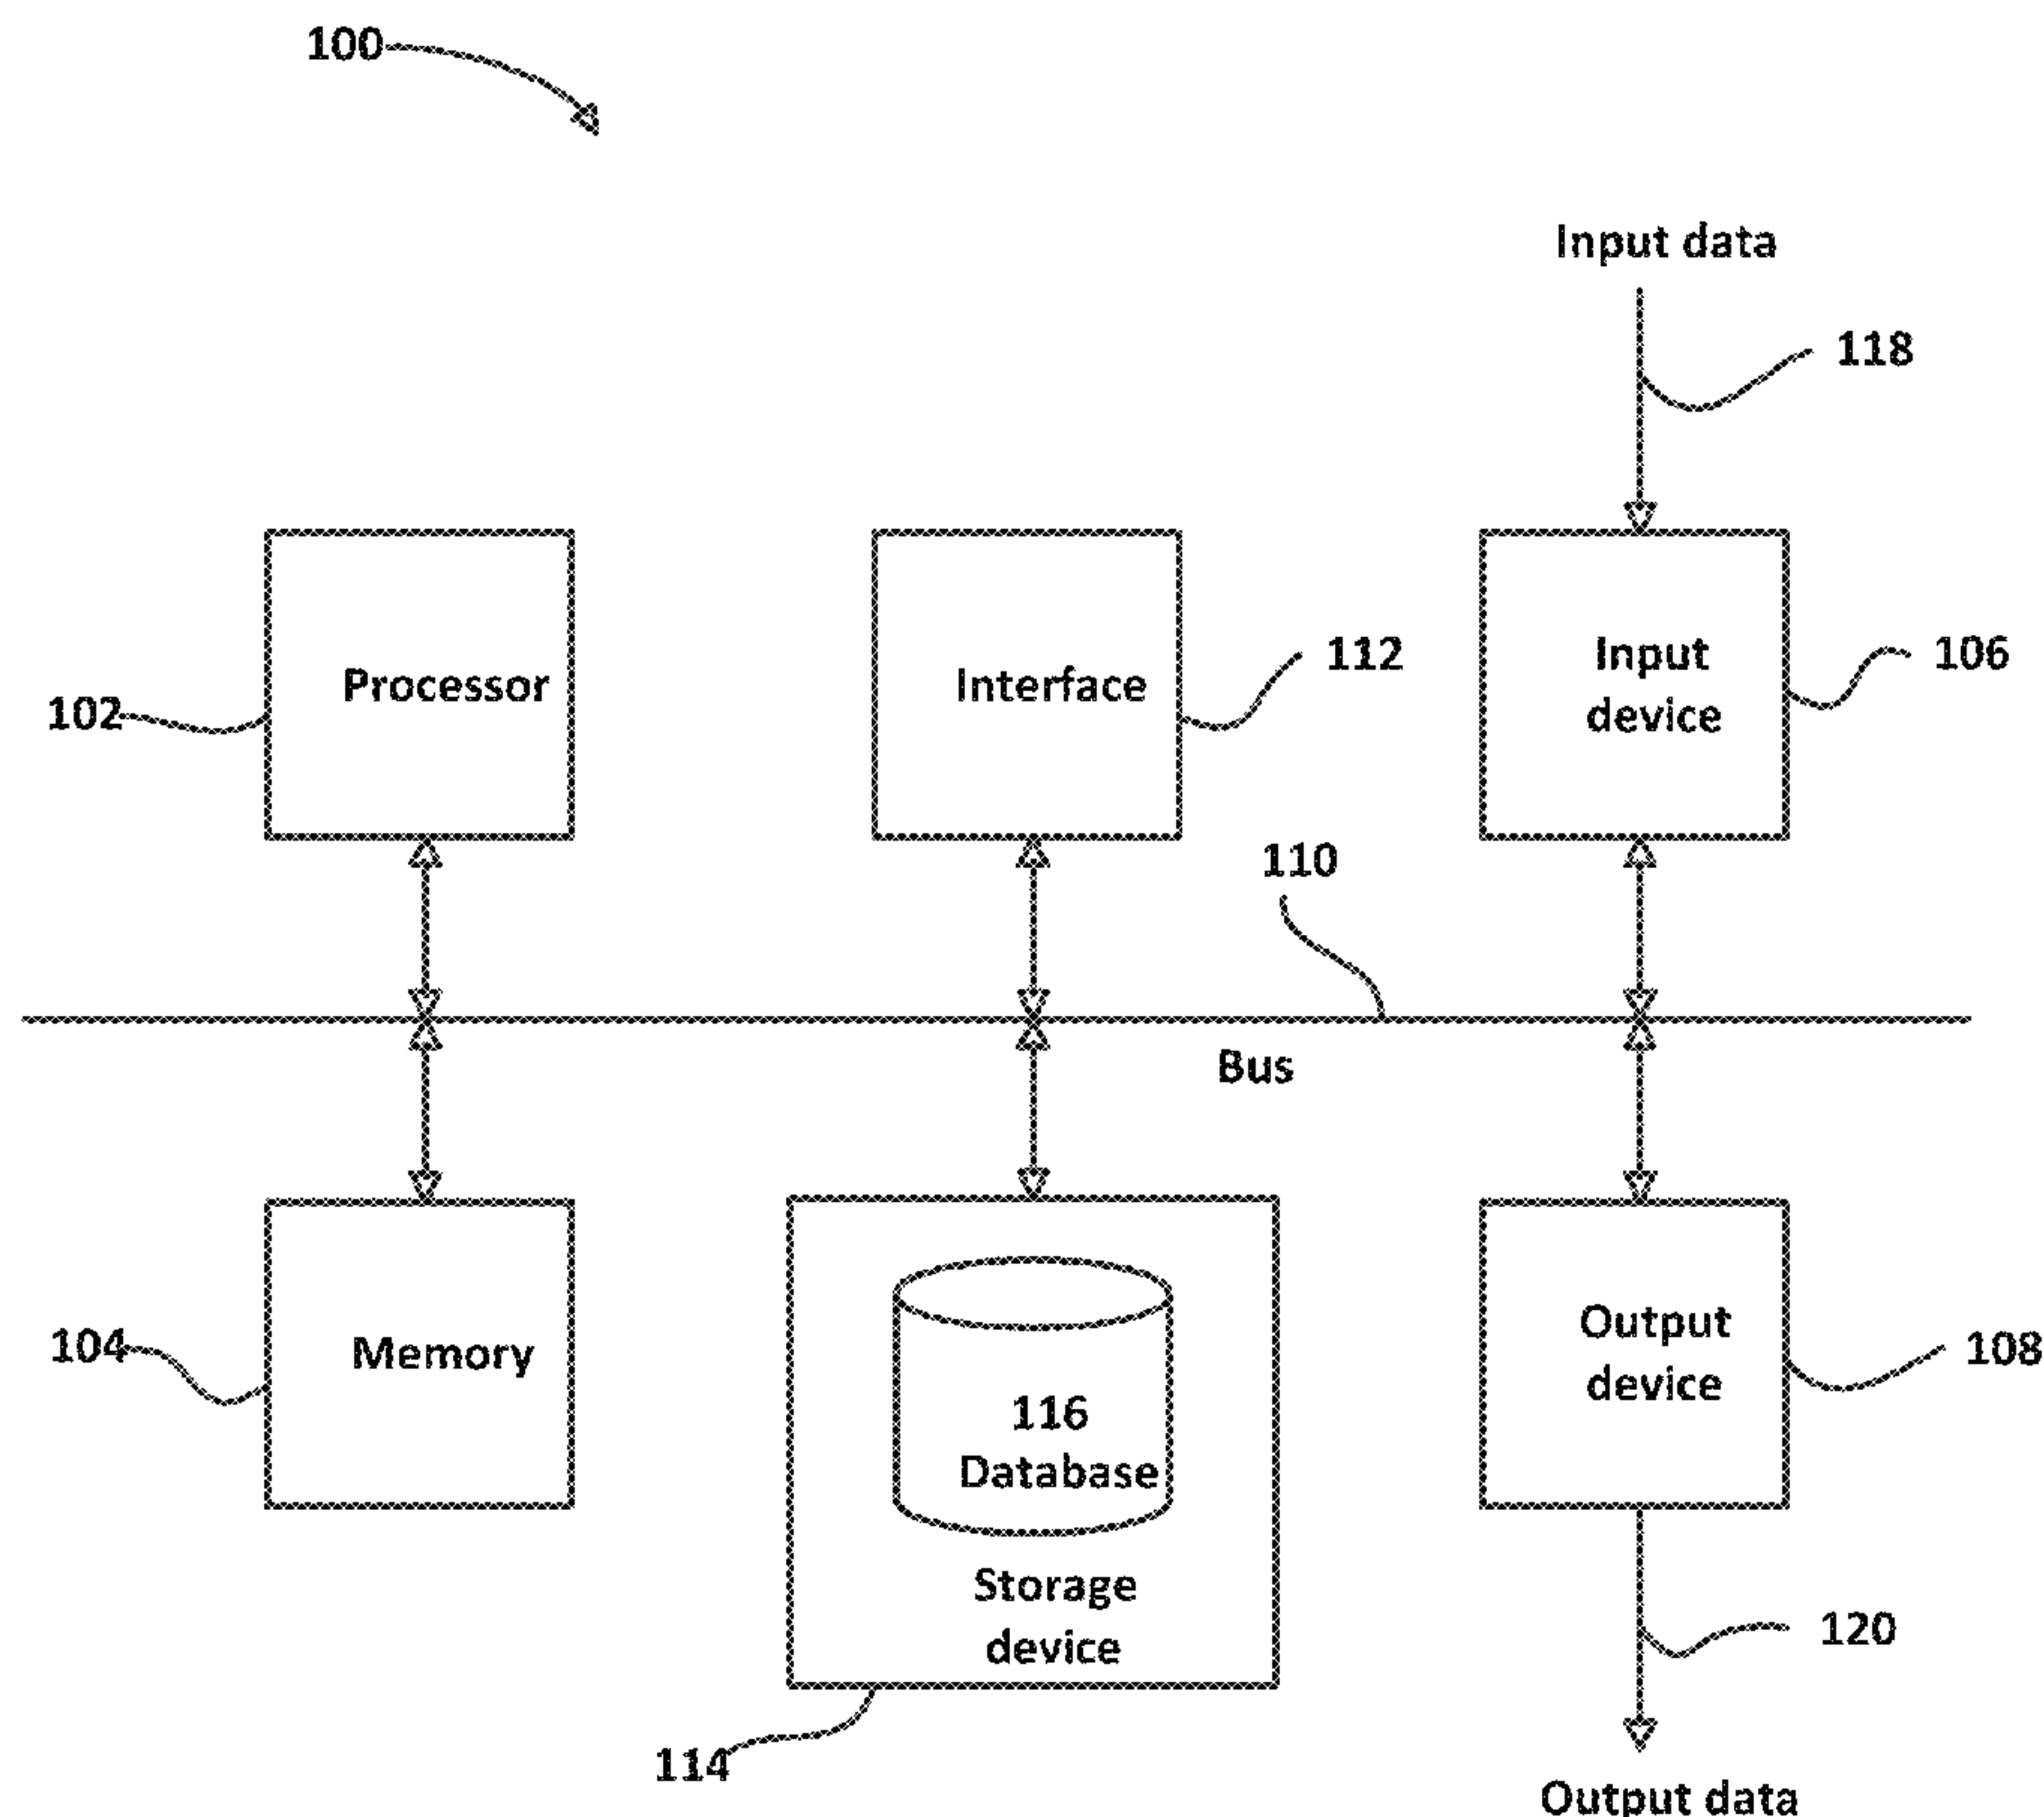 100
Input data
118
Processor
102
Interface
112
Input
device
106
110
Bus
Memory
104
116
Database
Storage
device
114
Output
device
108
120
Output data